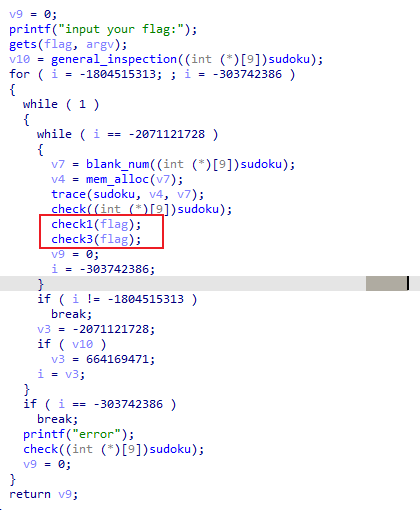 v9 = 0;
printf("input your flag:");
gets(flag, argv);
v10 = general_inspection((int (*)[9])sudoku);
for ( i = -1804515313; ; i = -303742386 )
{
while ( 1 )
{
while ( i == -2071121728 )
{
v7 = blank_num((int (*)[9])sudoku);
v4 = mem_alloc(v7);
trace(sudoku, v4, v7);
check((int (*)[9])sudoku);
check1(flag);
check3(flag);
v9 = 0;
i = -303742386;
}
if ( i != -1804515313 )
break;
v3 = -2071121728;
if ( v10 )
v3 = 664169471;
i = v3;
}
if ( i == -303742386 )
break;
printf("error");
check((int (*)[9])sudoku);
v9 = 0;
}
return v9;